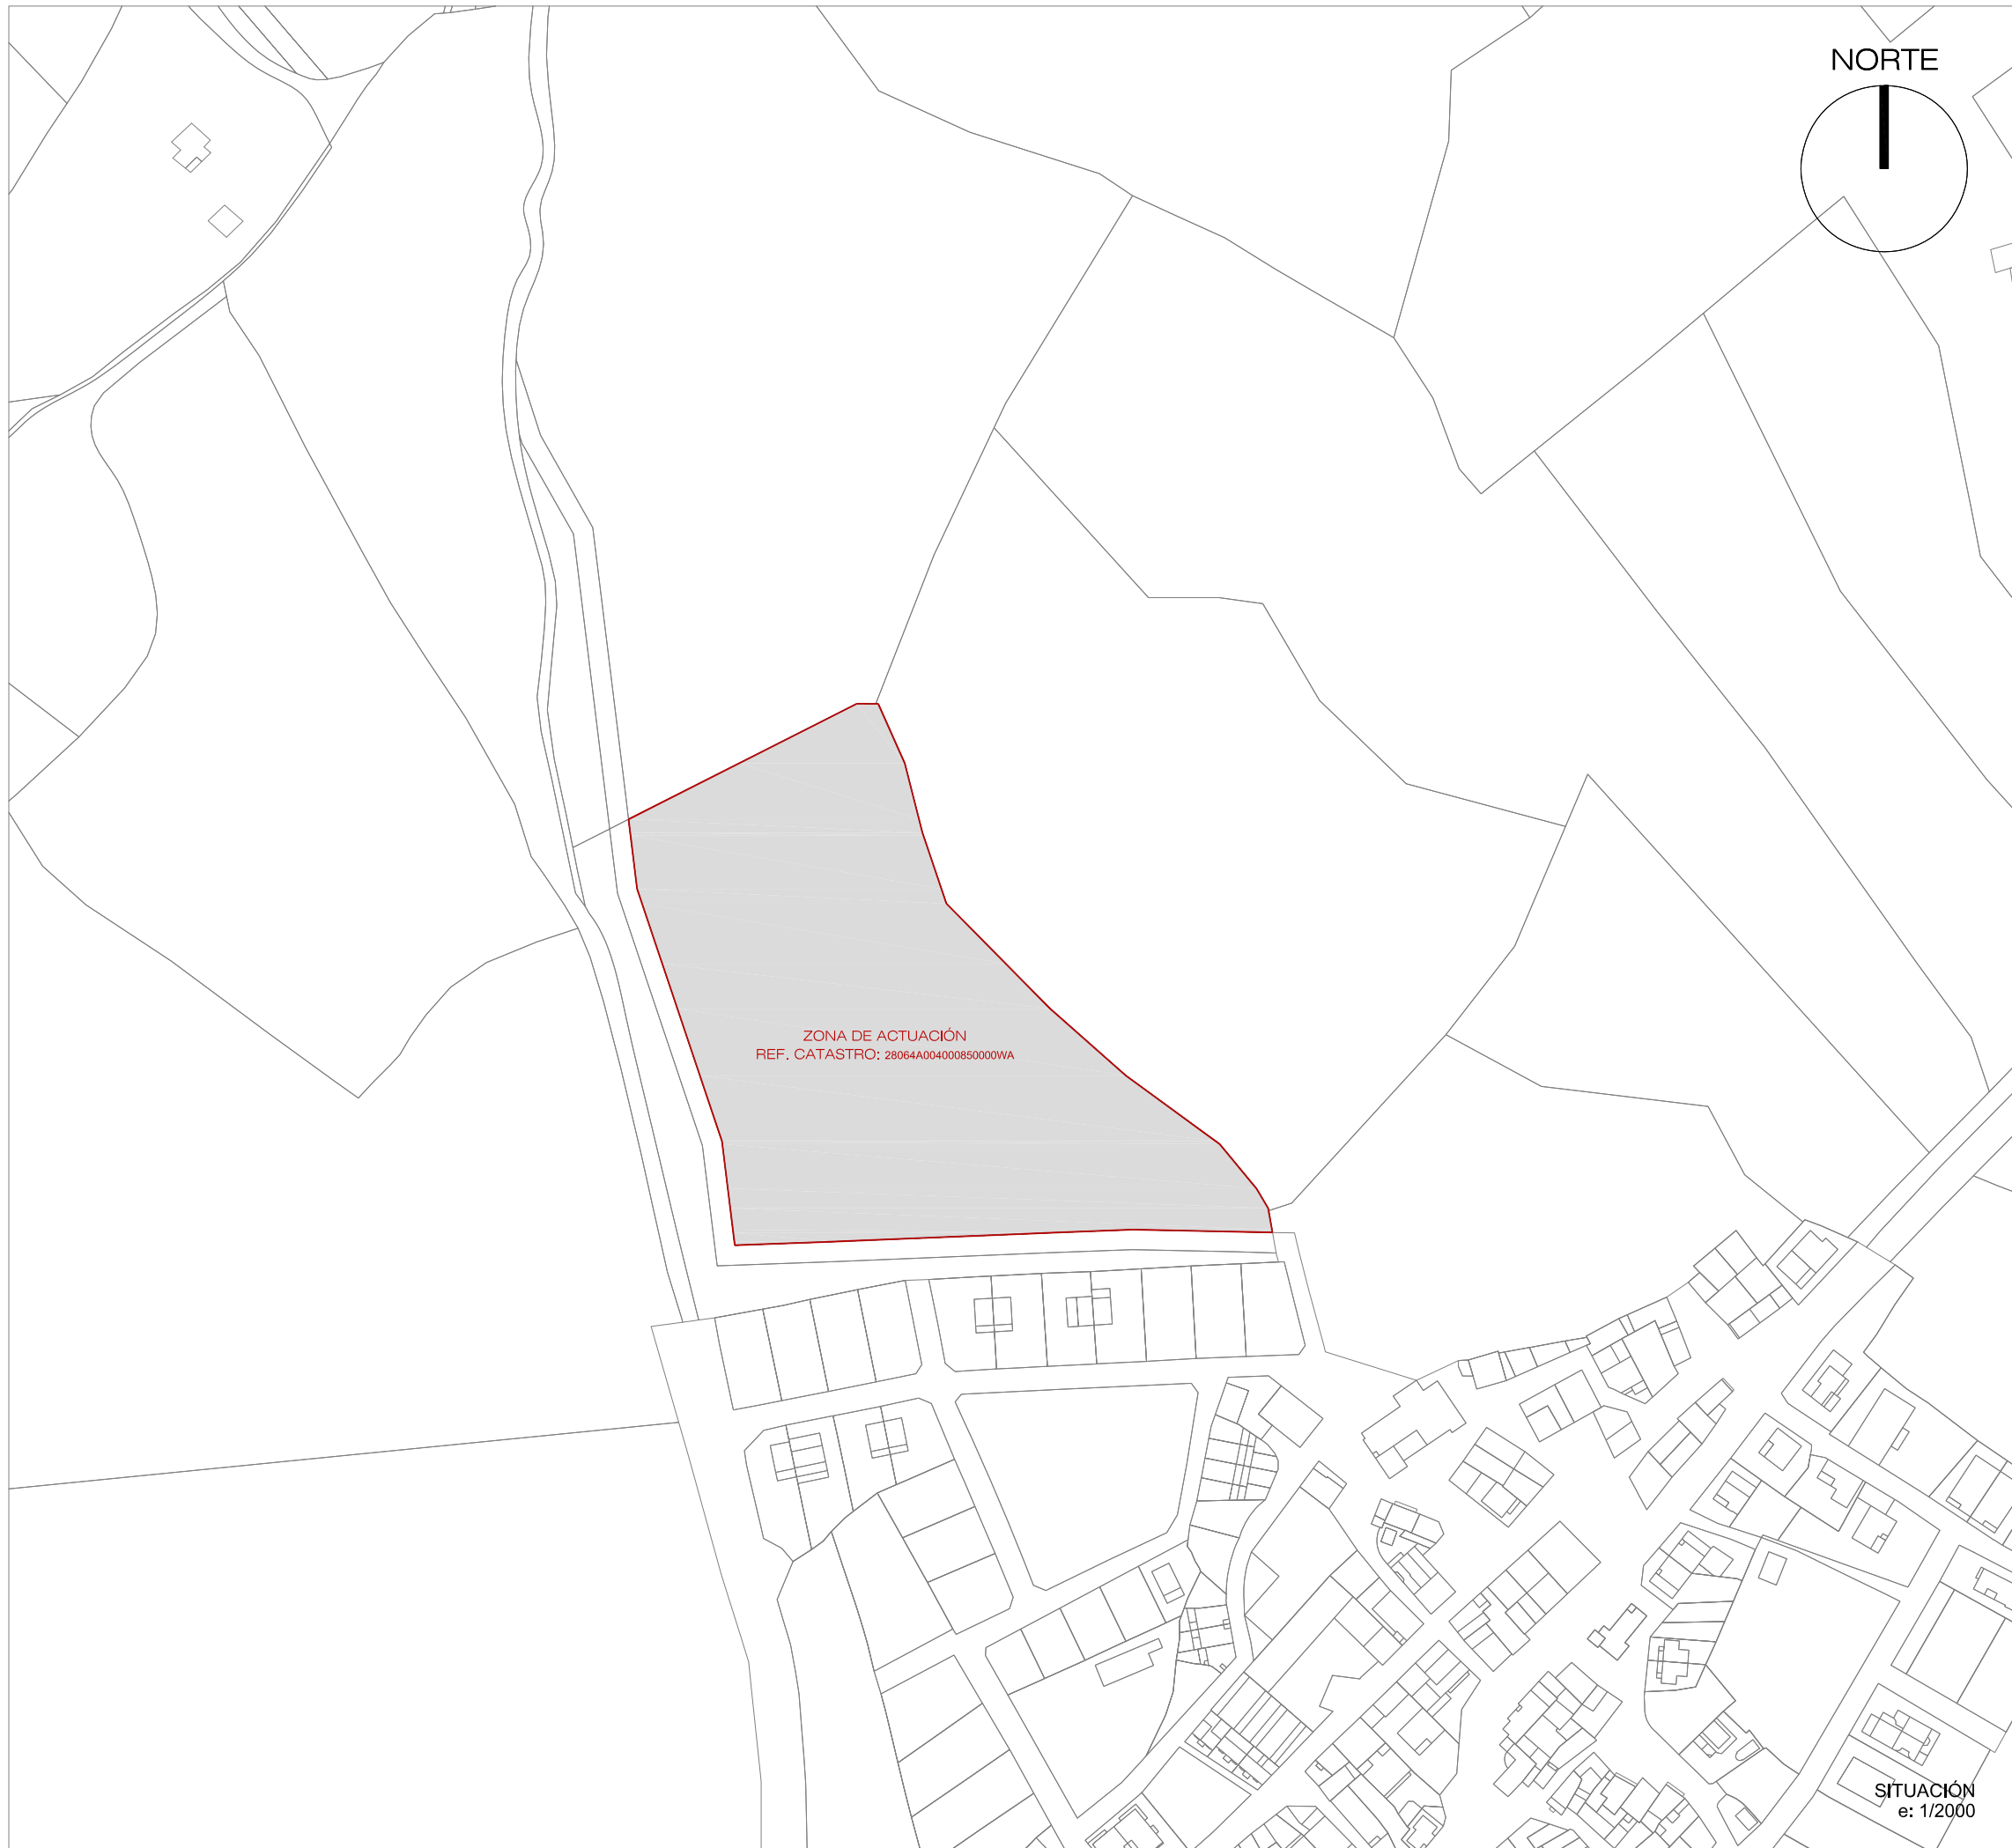 NORTE
ZONA DE ACTUACIÓN
REF. CATASTRO: 28064A004000850000WA
SITUACIÓN
e: 1/2000